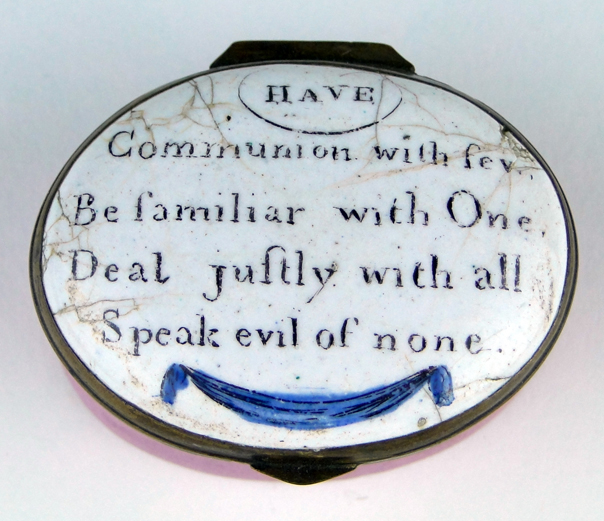 HAVE
Communion with few.
Be familiar with One.
Deal juſtly with all
Speak evil of none.